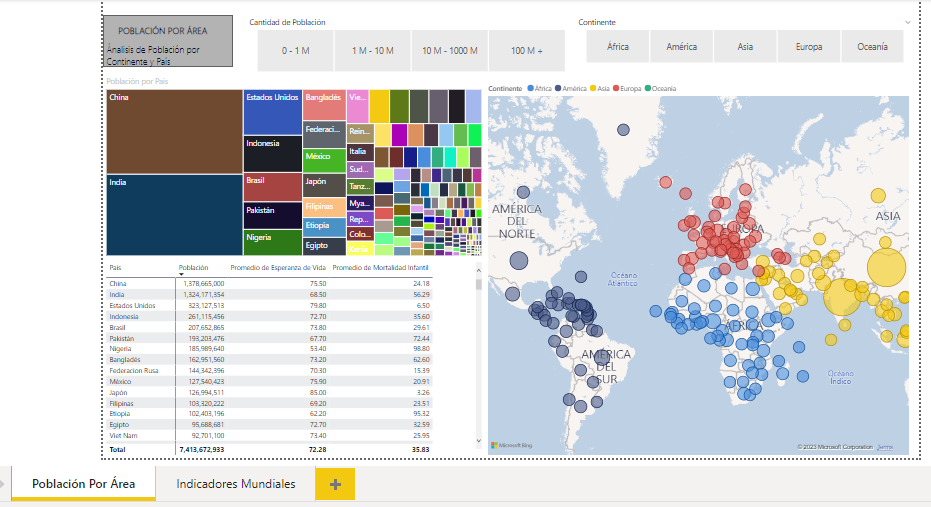 POBLACIÓN POR ÁREA
Análisis de Población por
Continente y País
Cantidad de Población
0 - 1 M
1 M - 10 M
10 M - 1000 M
100 M +
Continente
África
América
Asia
Europa
Oceanía
Población por País
China
India
Estados Unidos
Indonesia
Brasil
Pakistán
Nigeria
Bangladés
Federaci...
México
Japón
Filipinas
Etiopía
Egipto
Vie...
Rein...
Italia
Sud...
Tanz...
Mya...
Rep...
Colo...
Kenia
Continente África América Asia Europa Oceanía
AMÉRICA
DEL
NORTE
Océano
Atlántico
ASIA
AMÉRICA
DEL
SUR
Océano
Índico
Microsoft Bing
© 2023 Microsoft Corporation Terms
País Población Promedio de Esperanza de Vida Promedio de Mortalidad Infantil
China 1,378,665,000 75.50 24.18
India 1,324,171,354 68.50 56.29
Estados Unidos 323,127,513 79.80 6.50
Indonesia 261,115,456 72.70 35.60
Brasil 207,652,865 73.80 29.61
Pakistán 193,203,476 67.70 72.44
Nigeria 185,989,640 53.40 98.80
Bangladés 162,951,560 73.20 62.60
Federacion Rusa 144,342,396 70.30 15.39
México 127,540,423 75.90 20.91
Japón 126,994,511 85.00 3.26
Filipinas 103,320,222 69.20 23.51
Etiopía 102,403,196 62.20 95.32
Egipto 95,688,681 72.70 32.59
Viet Nam 92,701,100 73.40 25.95
Total 7,413,672,933 72.28 35.83
Población Por Área
Indicadores Mundiales
+